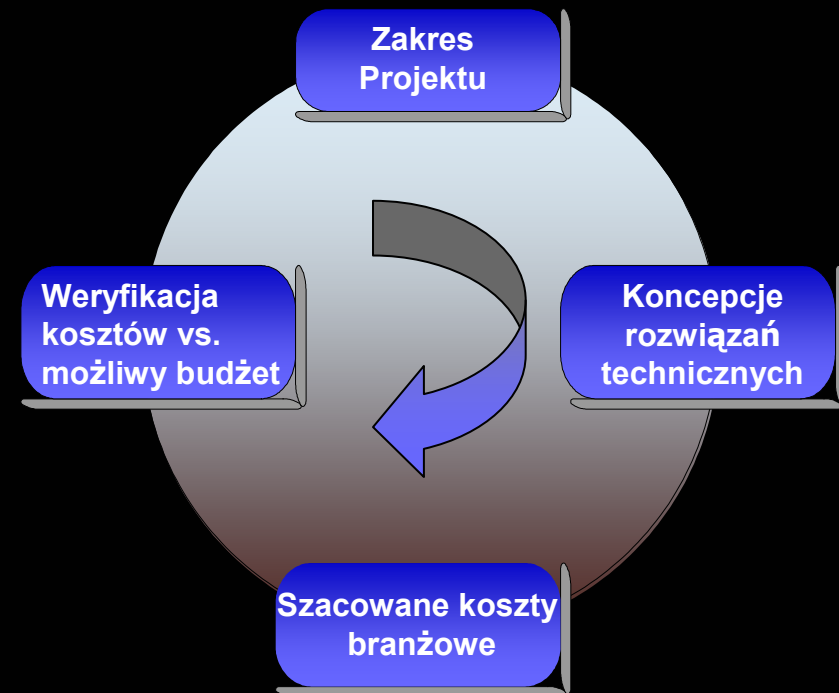 Zakres
Projektu
Weryfikacja
kosztów vs.
możliwy budżet
Koncepcje
rozwiązań
technicznych
Szacowane koszty
branżowe